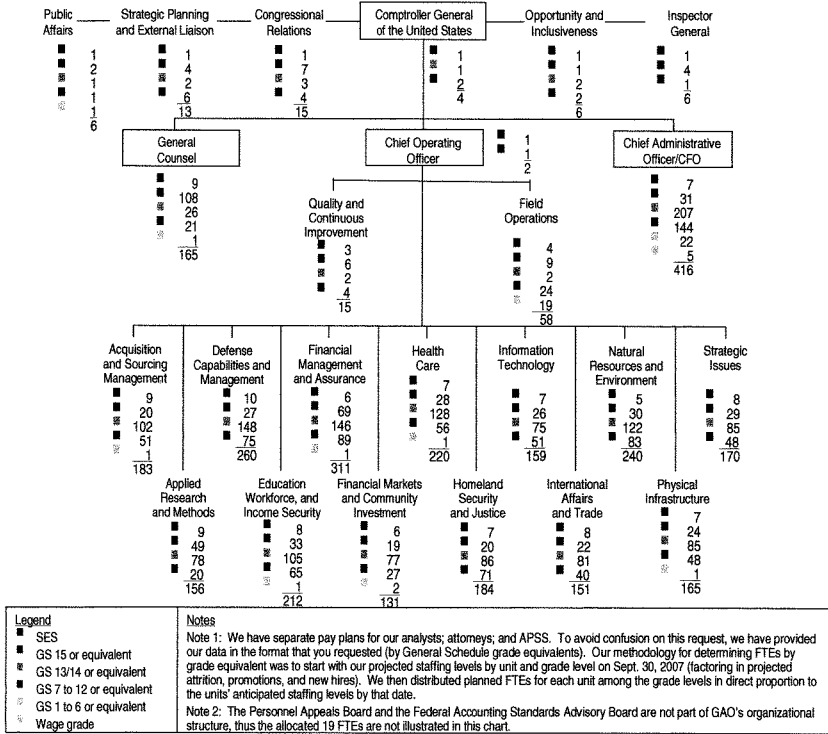 Public
Affairs
1
2
1
1
1
6
Strategic Planning
and External Liaison
1
4
2
6
13
Congressional
Relations
1
7
3
4
15
Comptroller General
of the United States
1
1
2
4
Opportunity and
Inclusiveness
1
1
2
2
6
Inspector
General
1
4
1
6
General
Counsel
9
108
26
21
1
165
Chief Operating
Officer
1
1
2
Chief Administrative
Officer/CFO
7
31
207
144
22
5
416
Quality and
Continuous
Improvement
3
6
2
4
15
Field
Operations
4
9
2
24
19
58
Acquisition
and Sourcing
Management
9
20
102
51
1
183
Defense
Capabilities and
Management
10
27
148
75
260
Financial
Management
and Assurance
6
69
146
89
1
311
Health
Care
7
28
128
56
1
220
Information
Technology
7
26
75
51
159
Natural
Resources and
Environment
5
30
122
83
240
Strategic
Issues
8
29
85
48
170
Applied
Research
and Methods
9
49
78
20
156
Education
Workforce, and
Income Security
8
33
105
65
1
212
Financial Markets
and Community
Investment
6
19
77
27
2
131
Homeland
Security
and Justice
7
20
86
71
184
International
Affairs
and Trade
8
22
81
40
151
Physical
Infrastructure
7
24
85
48
1
165
Legend
SES
GS 15 or equivalent
GS 13/14 or equivalent
GS 7 to 12 or equivalent
GS 1 to 6 or equivalent
Wage grade
Notes
Note 1: We have separate pay plans for our analysts; attorneys; and APSS. To avoid confusion on this request, we have provided
our data in the format that you requested (by General Schedule grade equivalents). Our methodology for determining FTEs by
grade equivalent was to start with our projected staffing levels by unit and grade level on Sept. 30, 2007 (factoring in projected
attrition, promotions, and new hires). We then distributed planned FTEs for each unit among the grade levels in direct proportion to
the units' anticipated staffing levels by that date.
Note 2: The Personnel Appeals Board and the Federal Accounting Standards Advisory Board are not part of GAO's organizational
structure, thus the allocated 19 FTEs are not illustrated in this chart.